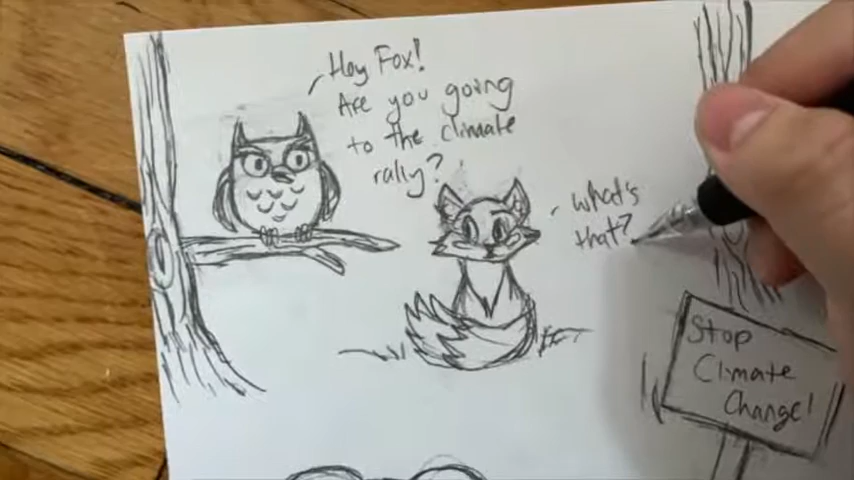 Hey Fox!
Are you going
to the climate
rally?
What's
that?
Stop
Climate
Change!